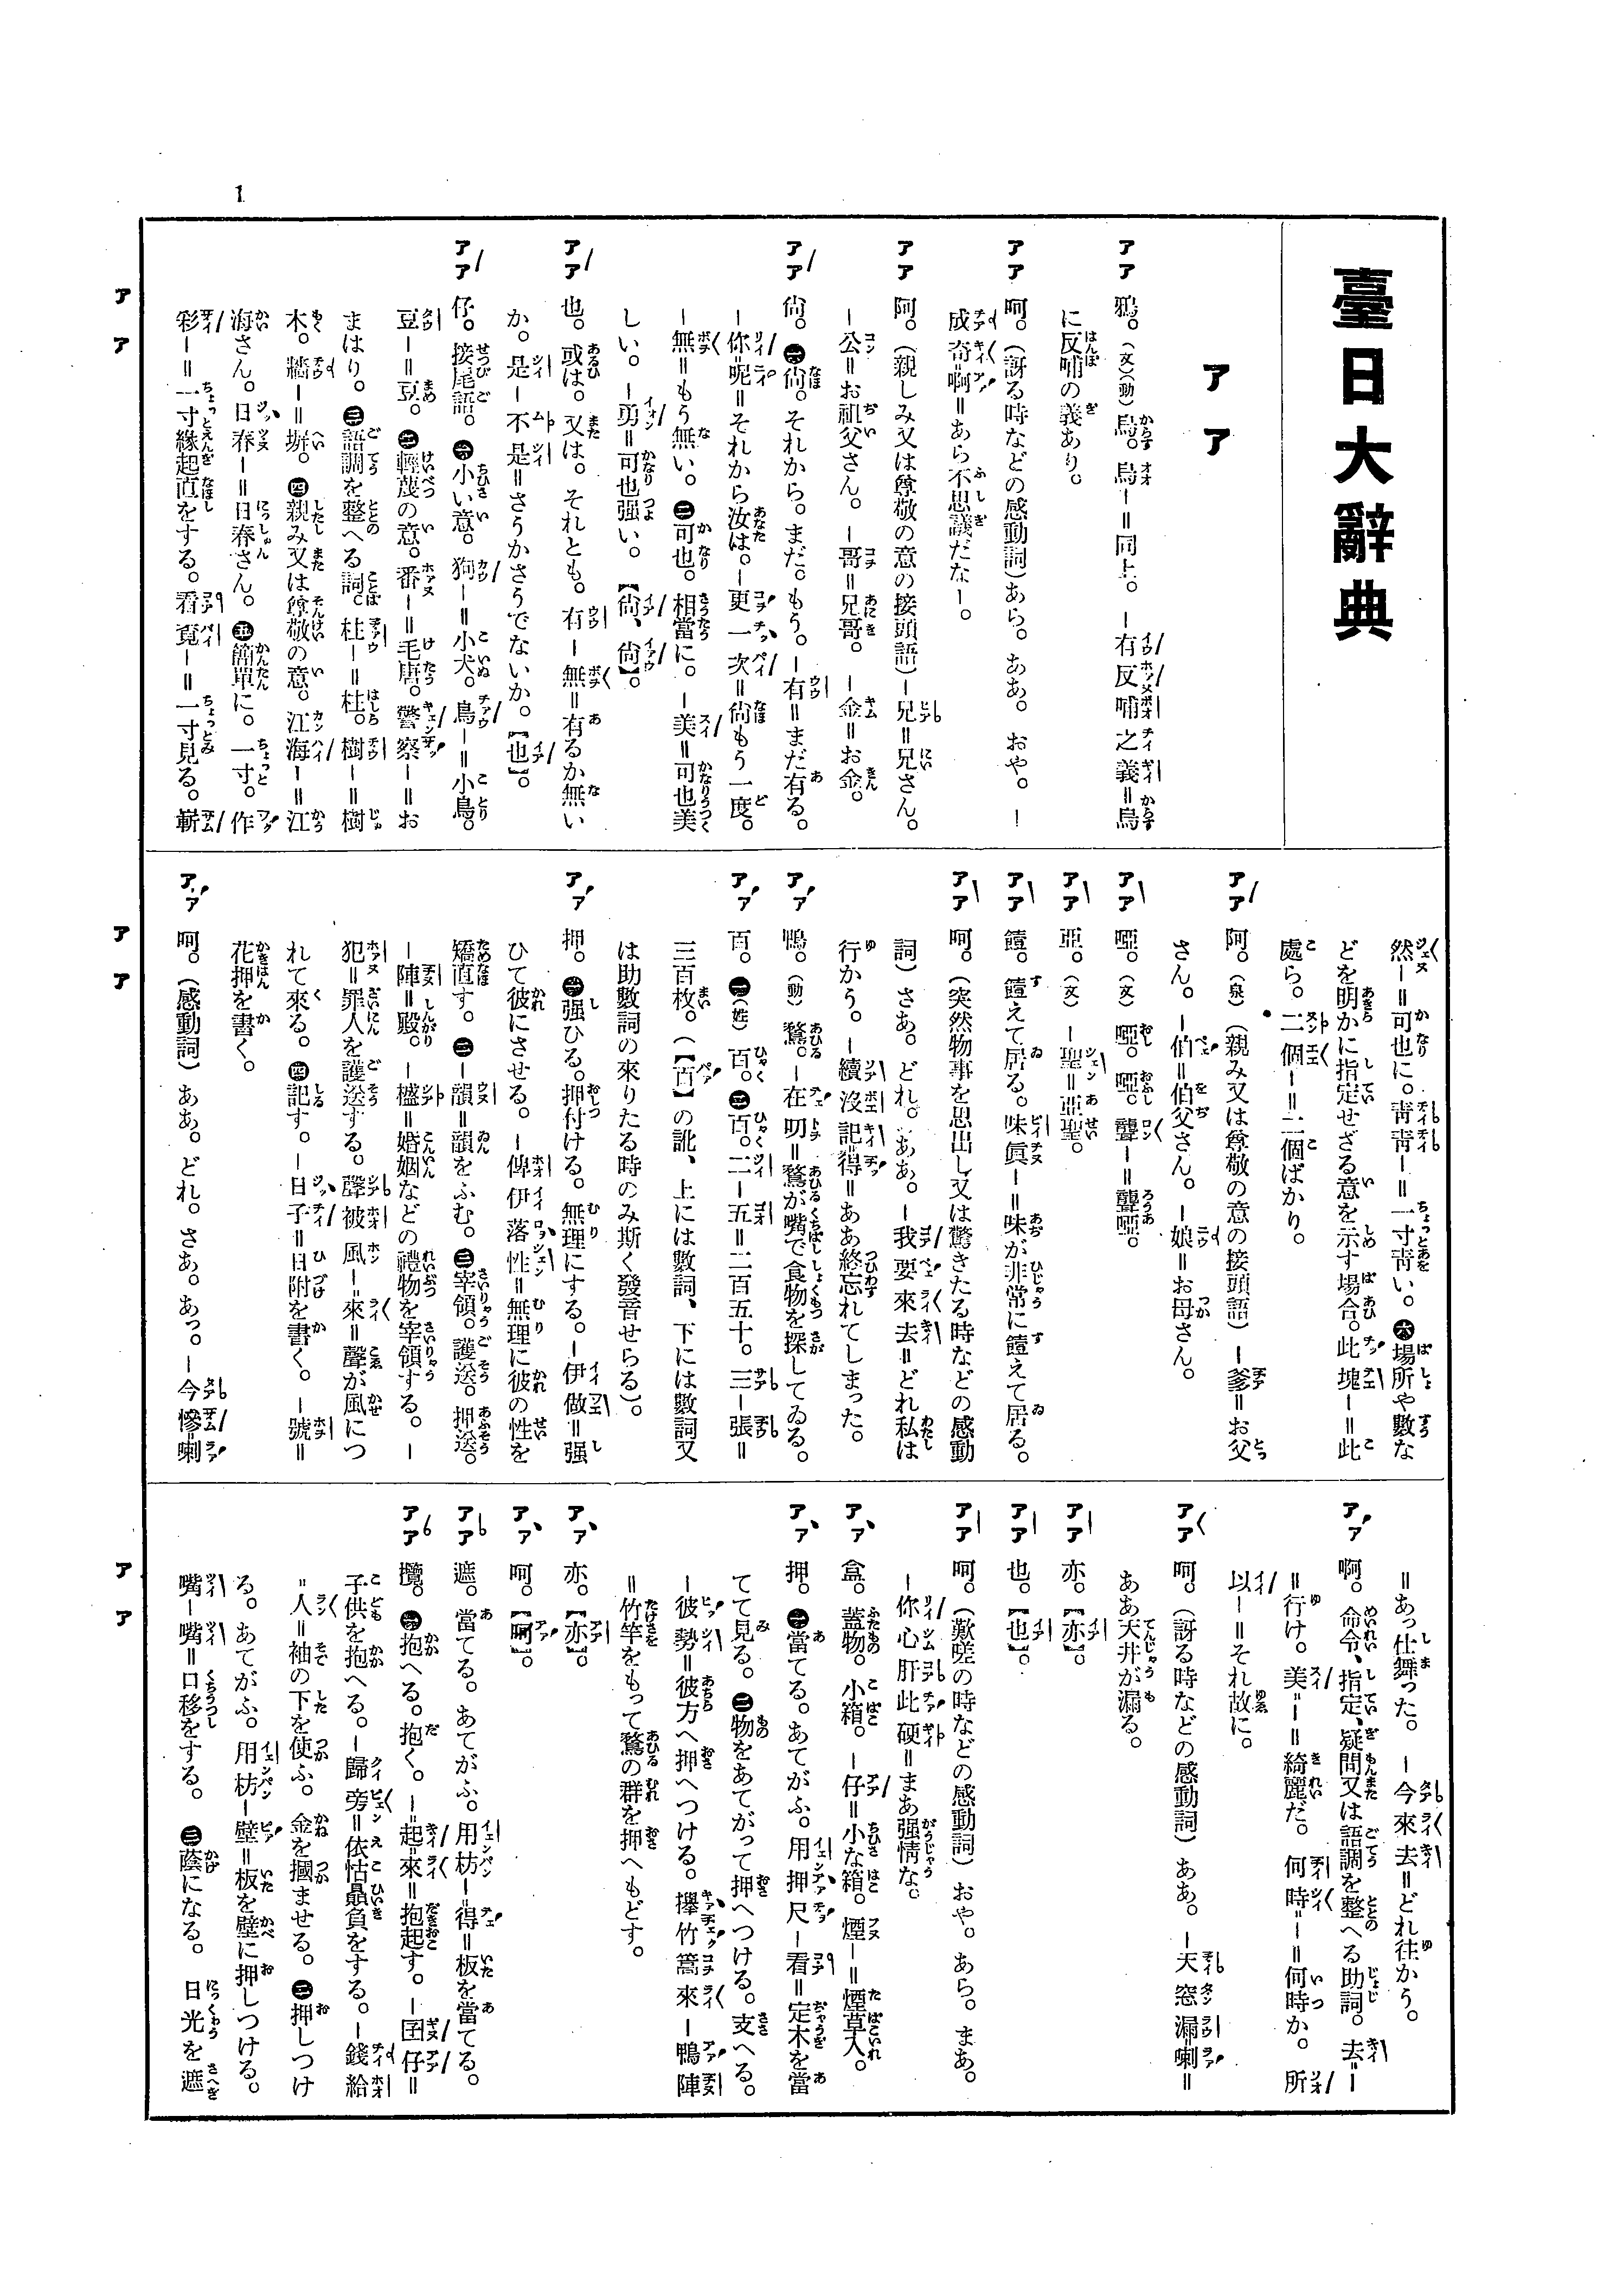 1
臺日大辭典
アア
アア 鴉。(文)(動)烏。烏ー=同上。ー有反哺之義=烏
に反哺の義あり。
アア 呵。(訝る時などの感動詞)あら。ああ。おや。ー
成奇啊=あら不思議だなー。
アア 阿。(親しみ又は尊敬の意の接頭語)ー兄=兄さん。
ー公=お祖父さん。ー哥=兄哥。ー金=お金。
アア 尙。㊀尙。それから。まだ。もう。ー有=まだ有る。
ー你呢=それから汝は。ー更一次=尙もう一度。
ー無=もう無い。㊁可也。相當に。ー美=可也美
しい。ー勇=可也强い。【尙、尙】。
アア 也。或は。又は。それとも。有ー無=有るか無い
か。是ー不是=さうかさうでないか。【也】。
アア 仔。接尾語。㊀小い意。狗ー=小犬。鳥ー=小鳥。
豆ー=豆。㊁輕蔑の意。番ー=毛唐。警察ー=お
まはり。㊂語調を整へる詞。柱ー=柱。樹ー=樹
木。牆ー=塀。㊃親み又は尊敬の意。江海ー=江
海さん。日春ー=日春さん。㊄簡單に。一寸。作
彩ー=一寸緣起直をする。看覓ー=一寸見る。嶄
然ー=可也に。靑靑ー=一寸靑い。㊅場所や數な
どを明かに指定せざる意を示す場合。此塊ー=此
處ら。二個ー=二個ばかり。
アア 阿。(泉)(親み又は尊敬の意の接頭語)ー爹=お父
さん。ー伯=伯父さん。ー娘=お母さん。
アア 啞。(文) 啞。啞。聾ー=聾啞。
アア 亞。(文) ー聖=亞聖。
アア 饐。饐えて居る。味眞ー=味が非常に饐えて居る。
アア 呵。(突然物事を思出し又は驚きたる時などの感動
詞)さあ。どれ。ああ。ー我要來去=どれ私は
行かう。ー續沒記得=ああ終忘れてしまった。
アァ 鴨。(動) 鶩。ー在叨=鶩が嘴で食物を探してゐる。
アァ 百。㊀(姓) 百。㊁百。二ー五=二百五十。三ー張=
三百枚。(【百】の訛、上には數詞、下には數詞又
は助數詞の來りたる時のみ斯く發音せらる)。
アァ 押。㊀强ひる。押付ける。無理にする。ー伊做=强
ひて彼にさせる。ー俾伊落性=無理に彼の性を
矯直す。㊁ー韻=韻をふむ。㊂宰領。護送。押送。
ー陣=殿。ー㮀=婚姻などの禮物を宰領する。ー
犯=罪人を護送する。聲被風ー來=聲が風につ
れて來る。㊃記す。ー日子=日附を書く。ー號=
花押を書く。
アァ 呵。(感動詞) ああ。どれ。さあ。あっ。ー今慘喇
=あっ仕舞った。ー今來去=どれ往かう。
アァ 啊。命令、指定、疑問又は語調を整へる助詞。去=ー
=行け。美=ー=綺麗だ。何時=ー=何時か。所
以ー=それ故に。
アア 呵。(訝る時などの感動詞) ああ。ー天窓漏喇=
ああ天井が漏る。
アア 亦。【亦】。
アア 也。【也】。
アア 呵。(歎嗟の時などの感動詞) おや。あら。まあ。
ー你心肝此硬=まあ强情な。
アァ 盒。蓋物。小箱。ー仔=小な箱。煙ー=煙草入。
アァ 押。㊀當てる。あてがふ。用押尺ー看=定木を當
てて見る。㊁物をあてがって押へつける。支へる。
ー彼勢=彼方へ押へつける。攑竹篙來ー鴨陣
=竹竿をもって鶩の群を押へもどす。
アァ 亦。【亦】。
アァ 呵。【呵】。
アア 遮。當てる。あてがふ。用枋ー=得=板を當てる。
アア 攬。㊀抱へる。抱く。ー=起=來=抱起す。ー囝仔=
子供を抱へる。ー歸旁=依怙贔負をする。ー錢給
=人=袖の下を使ふ。金を摑ませる。㊁押しつけ
る。あてがふ。用枋ー壁=板を壁に押しつける。
嘴ー嘴=口移をする。㊂蔭になる。日光を遮
アア
アア
アア